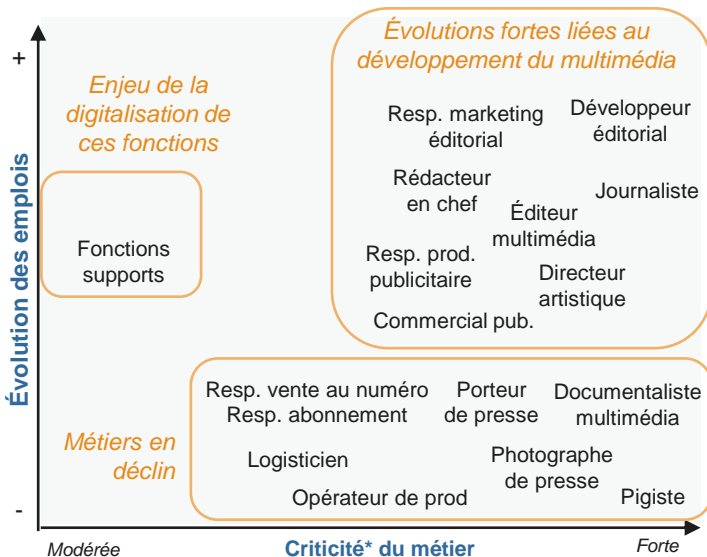 Évolutions fortes liées au
développement du multimédia
+
Enjeu de la
digitalisation de
ces fonctions
Resp. marketing
éditorial
Développeur
éditorial
Rédacteur
en chef
Journaliste
Éditeur
multimédia
Fonctions
supports
Resp. prod.
publicitaire
Directeur
artistique
Commercial pub.
Évolution des emplois
Resp. vente au numéro
Resp. abonnement
Porteur
de presse
Documentaliste
multimédia
Métiers en
déclin
Logisticien
Photographe
de presse
Opérateur de prod
Pigiste
-
Modérée
Criticité* du métier
Forte